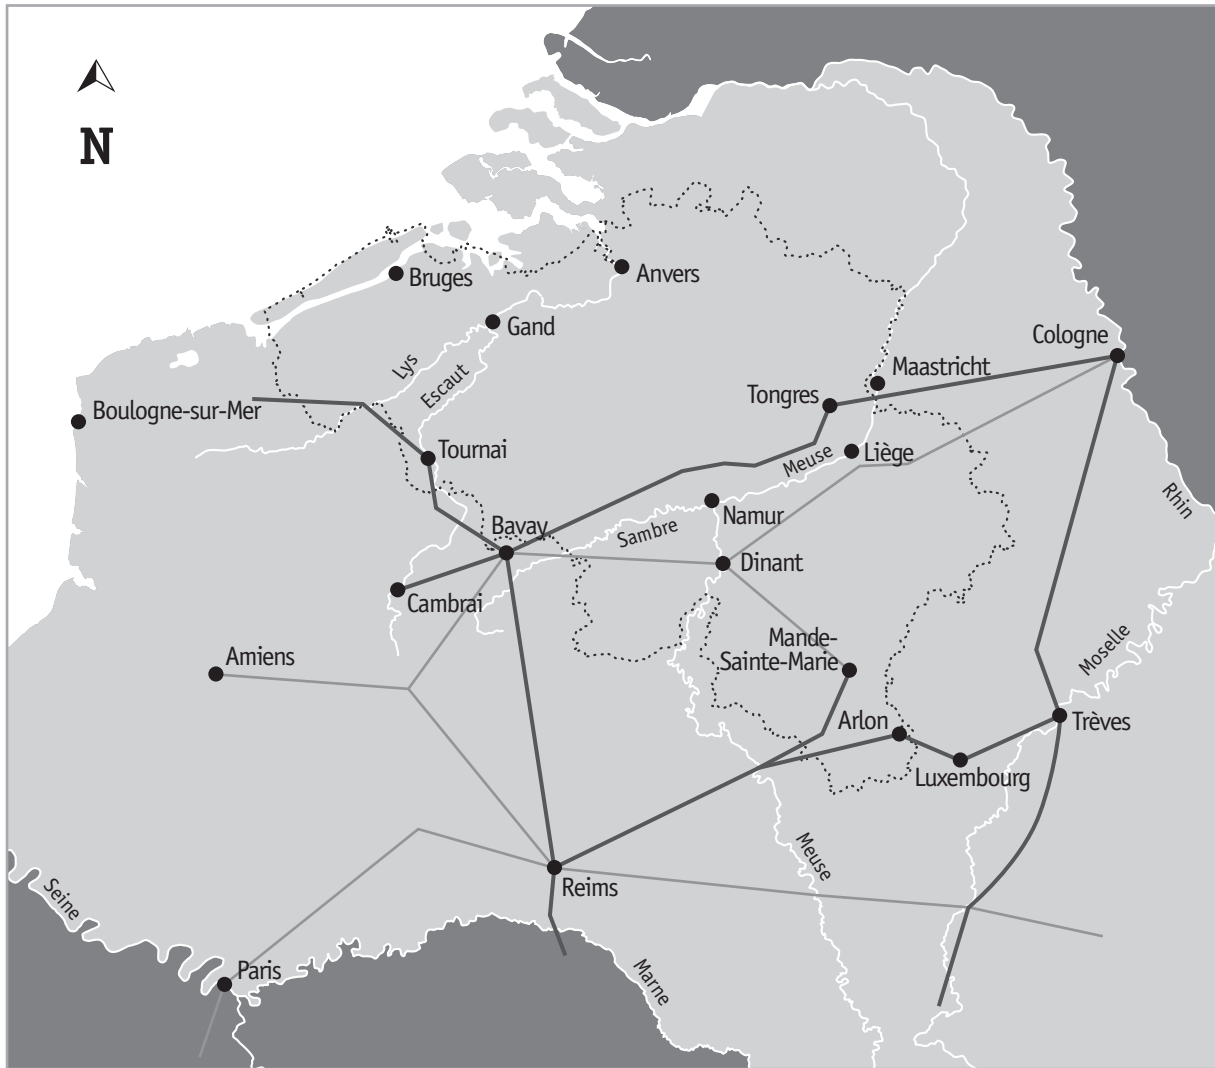 N
Bruges
Anvers
Gand
Cologne
Lys
Maastricht
Escaut
Tongres
Boulogne-sur-Mer
Tournai
Meuse
Liège
Rhin
Namur
Bavay
Sambre
Dinant
Cambrai
Mande-
Sainte-Marie
Moselle
Amiens
Arlon
Trèves
Luxembourg
Meuse
Reims
Seine
Paris
Marne